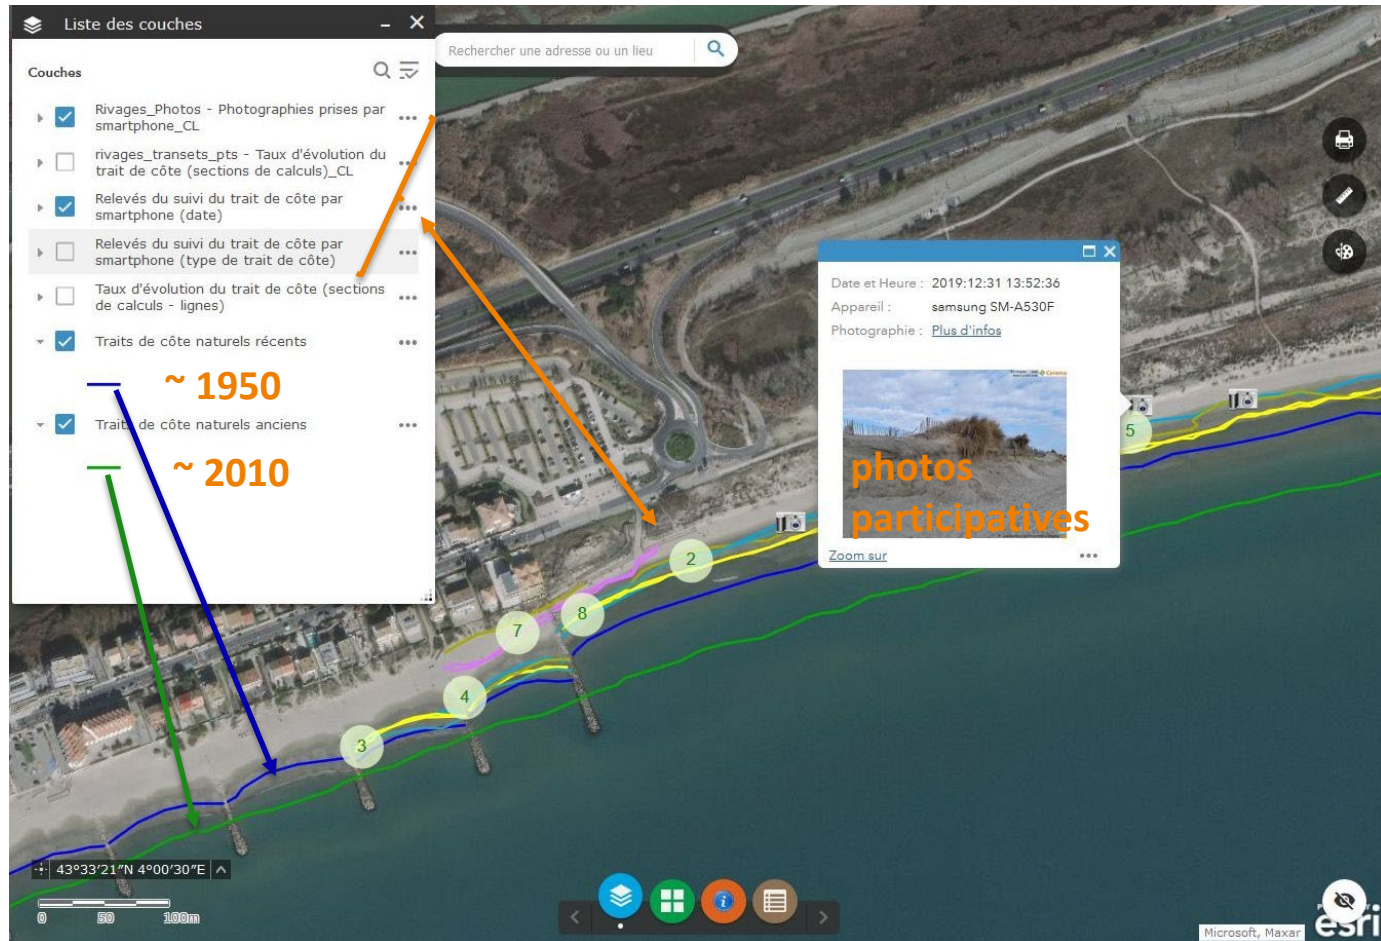 Liste des couches
Rechercher une adresse ou un lieu
Couches
Rivages_Photos - Photographies prises par
smartphone_CL
rivages_transets_pts - Taux d'évolution du
trait de côte (sections de calculs)_CL
Relevés du suivi du trait de côte par
smartphone (date)
Relevés du suivi du trait de côte par
smartphone (type de trait de côte)
Taux d'évolution du trait de côte (sections
de calculs - lignes)
Traits de côte naturels récents
~ 1950
Traits de côte naturels anciens
~ 2010
Date et Heure : 2019:12:31 13:52:36
Appareil : samsung SM-A530F
Photographie : Plus d'infos
Cerema
photos
participatives
Zoom sur
5
2
8
7
4
3
43°33'21"N 4°00'30"E
0 50 100m
esri
Microsoft, Maxar